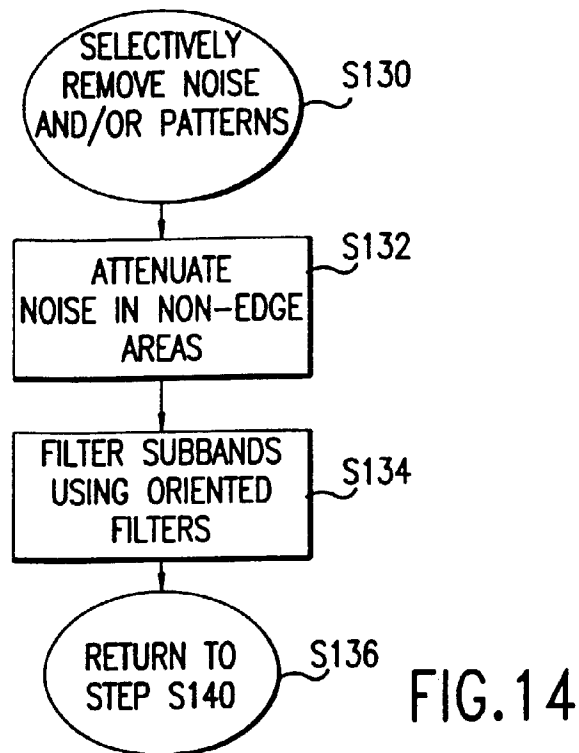 SELECTIVELY
REMOVE NOISE
AND/OR PATTERNS
S130
ATTENUATE
NOISE IN NON-EDGE
AREAS
S132
FILTER SUBBANDS
USING ORIENTED
FILTERS
S134
RETURN TO
STEP S140
S136
FIG.14